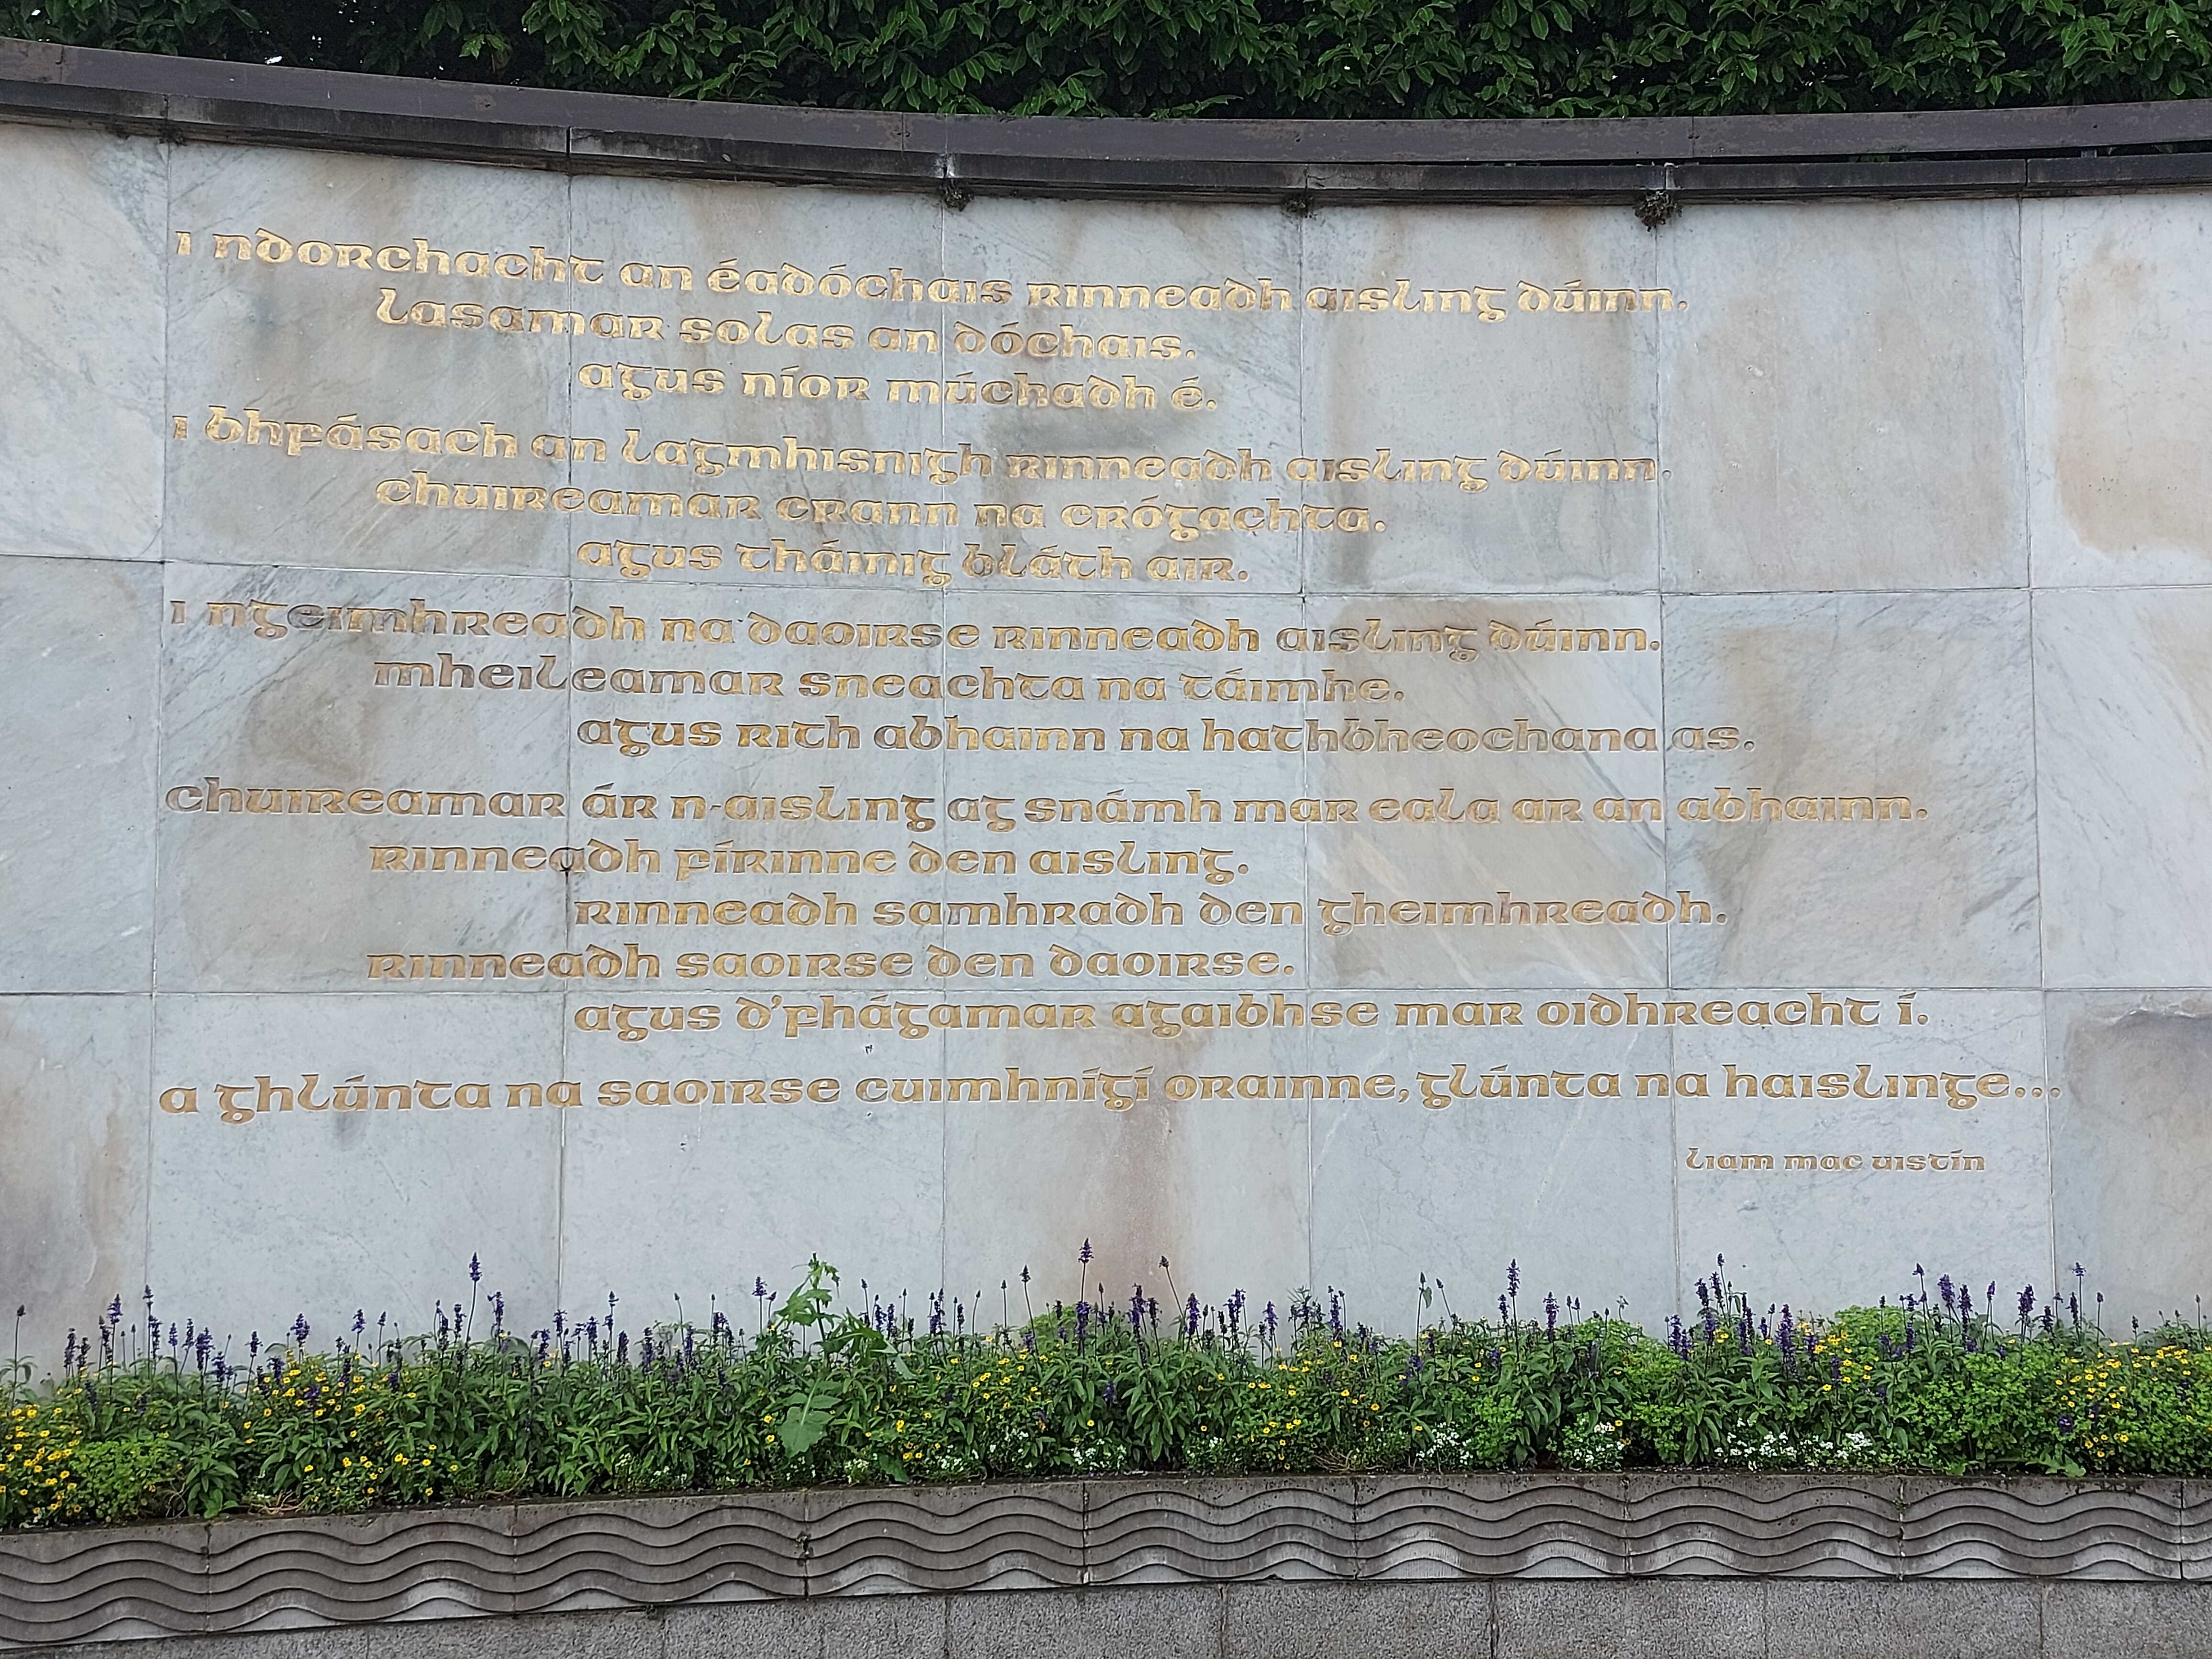 i ndorchacht an éadóchais rinneadh aisling dúinn.
lasamar solas an dóchais.
agus níor múchadh é.
i bhfásach an lagmhisnigh rinneadh aisling dúinn.
chuireamar crann na crógachta.
agus tháinig bláth air.
i ngeimhreadh na daoirse rinneadh aisling dúinn.
mheileamar sneachta na táimhe.
agus rith abhainn na hathbheochana as.
chuireamar ár n-aisling ag snámh mar eala ar an abhainn.
rinneadh fírinne den aisling.
rinneadh samhradh den gheimhreadh.
rinneadh saoirse den daoirse.
agus d'fhágamar agaibhse mar oidhreacht í.
a ghlúnta na saoirse cuimhnígí orainne, glúnta na haislinge...
liam mac uistín